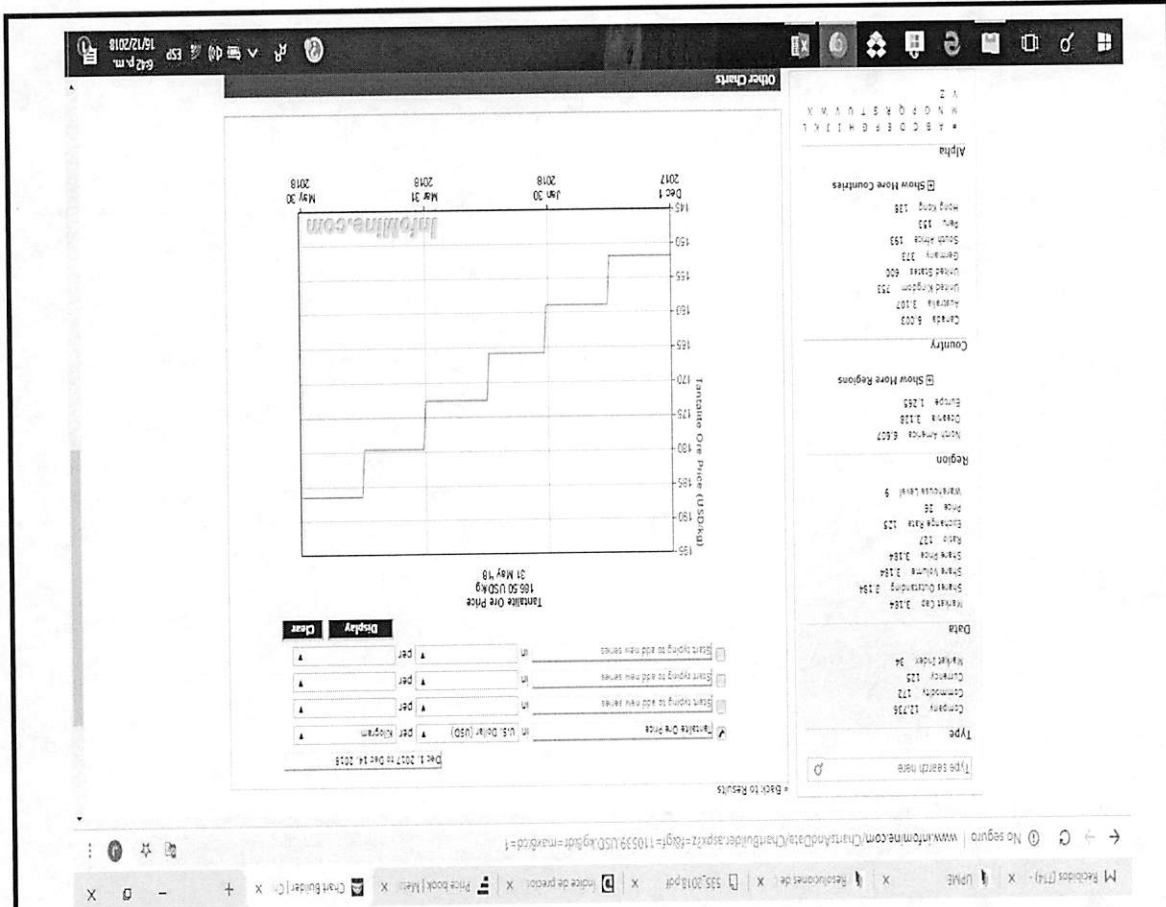 Recibidos (714) - X
UPME X
Resoluciones de X
535_2018.pdf X
Indice de precios X
Price book | Meta X
Chart Builder | C X
+
No seguro | www.infomine.com/ChartsAndData/ChartBuilder.aspx?z=f&gf=110539.USD.kg&dr=max&cd=1
Type search here
Type
Company 12.736
Commodity 172
Currency 125
Market Index 34
Data
Market Cap 3.184
Shares Outstanding 3.184
Share Volume 3.184
Share Price 3.184
Ratio 127
Exchange Rate 125
Price 26
Warehouse Level 9
Region
North America 6.607
Oceania 3.128
Europe 1.265
Show More Regions
Country
Canada 6.003
Australia 3.107
United Kingdom 753
United States 600
Germany 373
South Africa 193
Peru 153
Hong Kong 138
Show More Countries
Alpha
# A B C D E F G H I J K L
M N O P Q R S T U V W X
Y Z
« Back to Results
Dec 1, 2017 to Dec 14, 2018
Tantalite Ore Price in U.S. Dollar (USD) per Kilogram
Start typing to add new series in per
Start typing to add new series in per
Start typing to add new series in per
Display Clear
Tantalite Ore Price
186.50 USD/kg
31 May '18
Tantalite Ore Price (USD/kg)
195
190
185
180
175
170
165
160
155
150
145
InfoMine.com
Dec 1 2017
Jan 30 2018
Mar 31 2018
May 30 2018
Other Charts
ESP
6:42 p. m.
16/12/2018